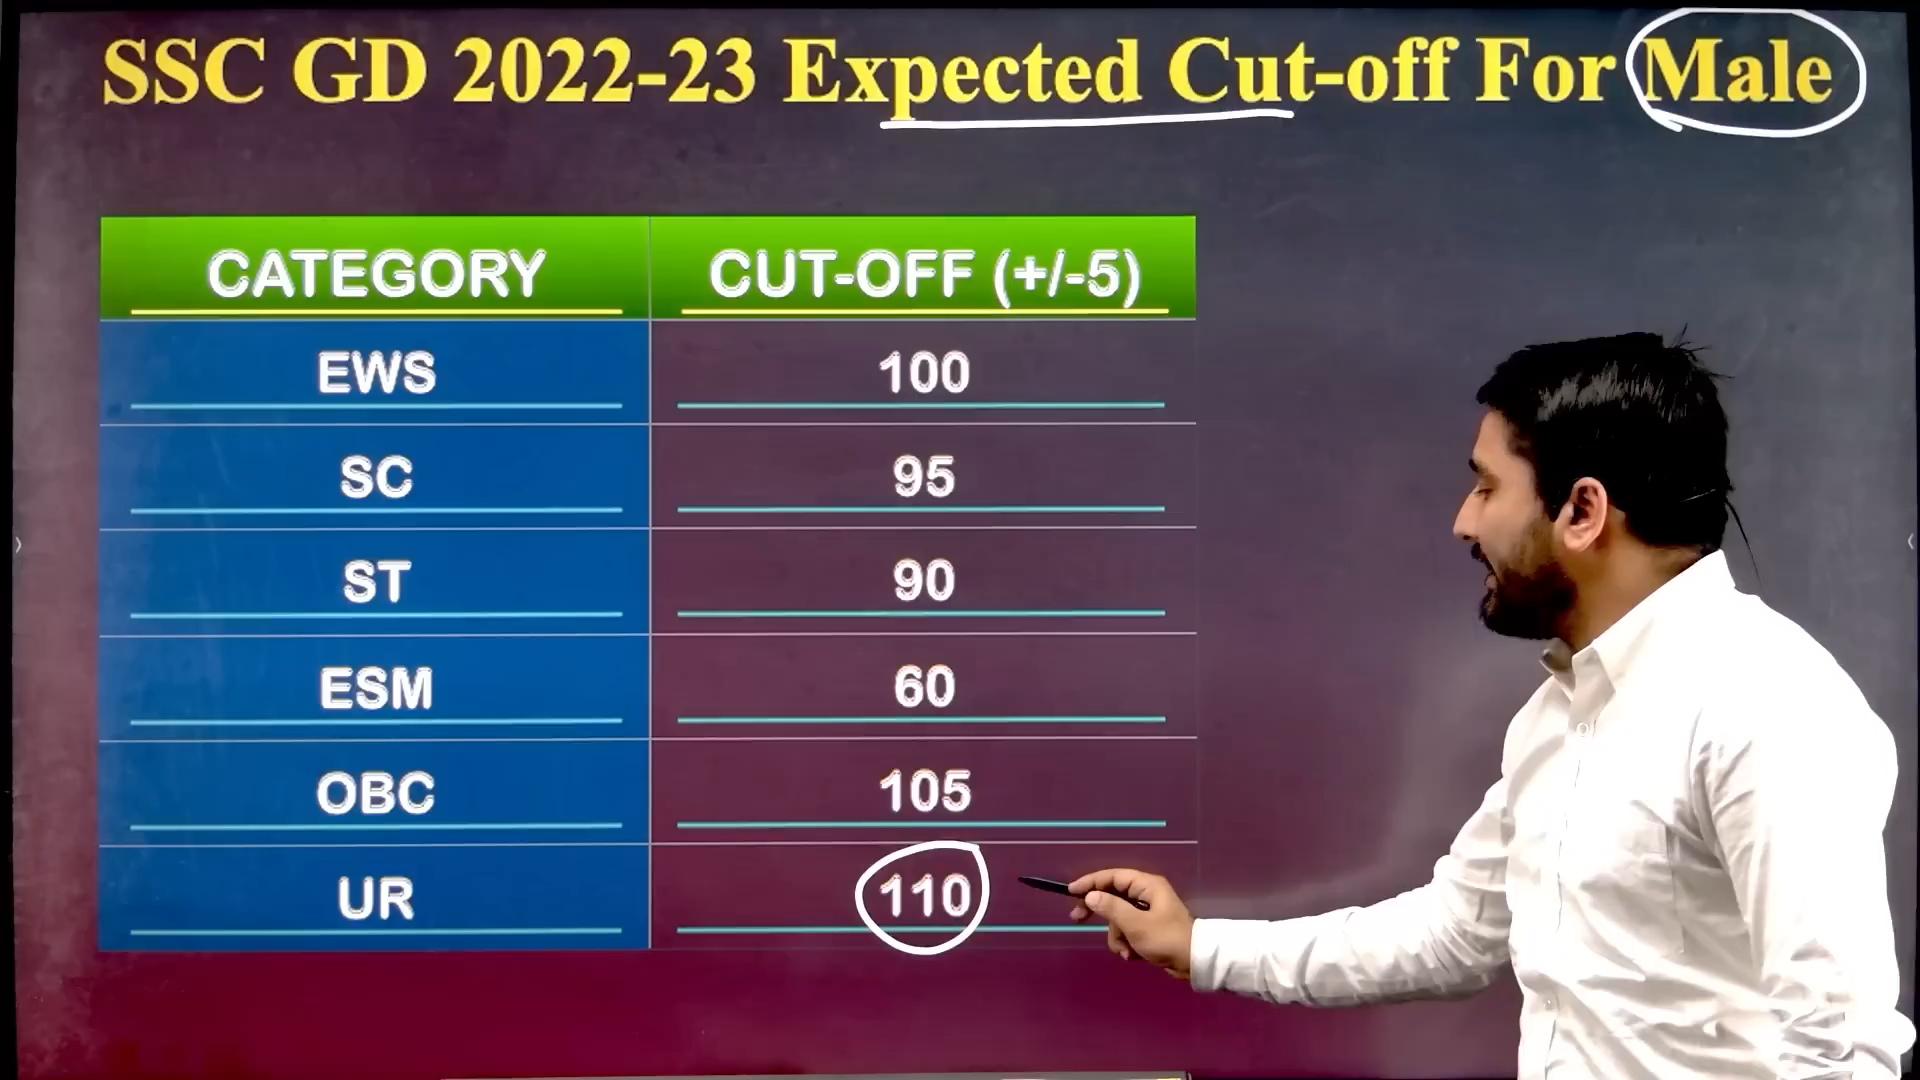 SSC GD 2022-23 Expected Cut-off For Male
CATEGORY CUT-OFF (+/-5)
EWS 100
SC 95
ST 90
ESM 60
OBC 105
UR 110